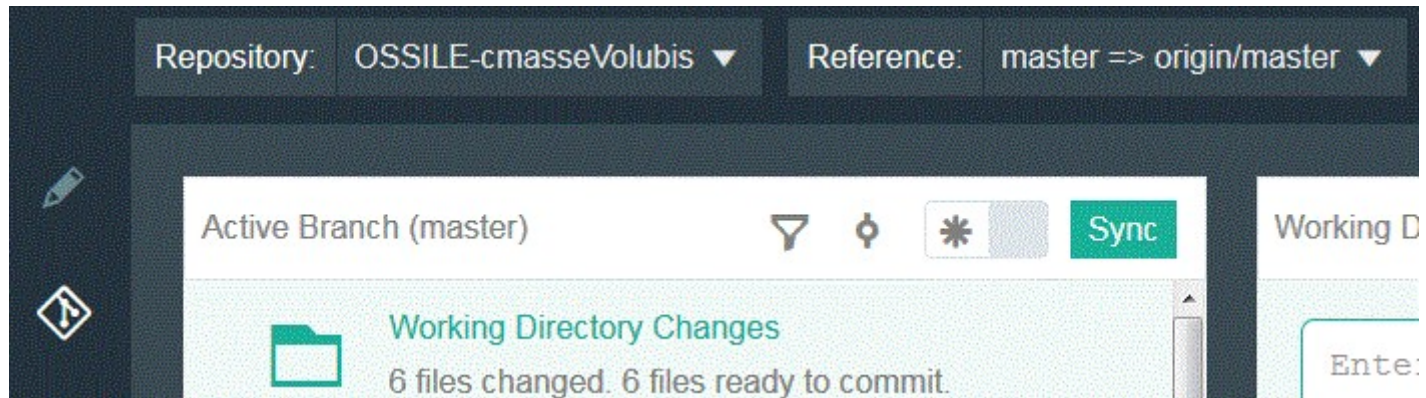 Repository: OSSILE-cmasseVolubis Reference: master => origin/master
Active Branch (master) Sync Working
Working Directory Changes
6 files changed. 6 files ready to commit.